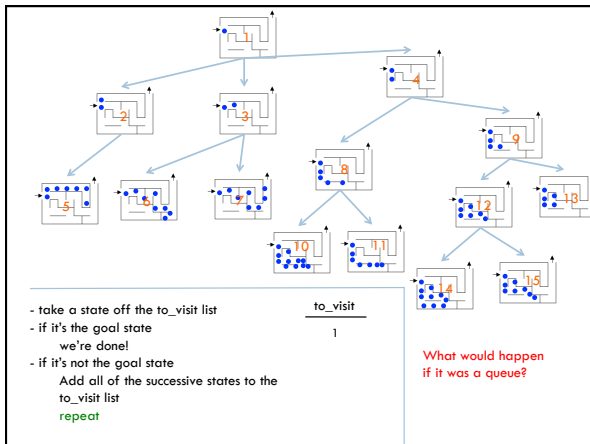 1
4
2
3
9
8
5
6
7
12
13
10
11
14
15
- take a state off the to_visit list
- if it's the goal state
we're done!
- if it's not the goal state
Add all of the successive states to the
to_visit list
repeat
to_visit
1
What would happen
if it was a queue?